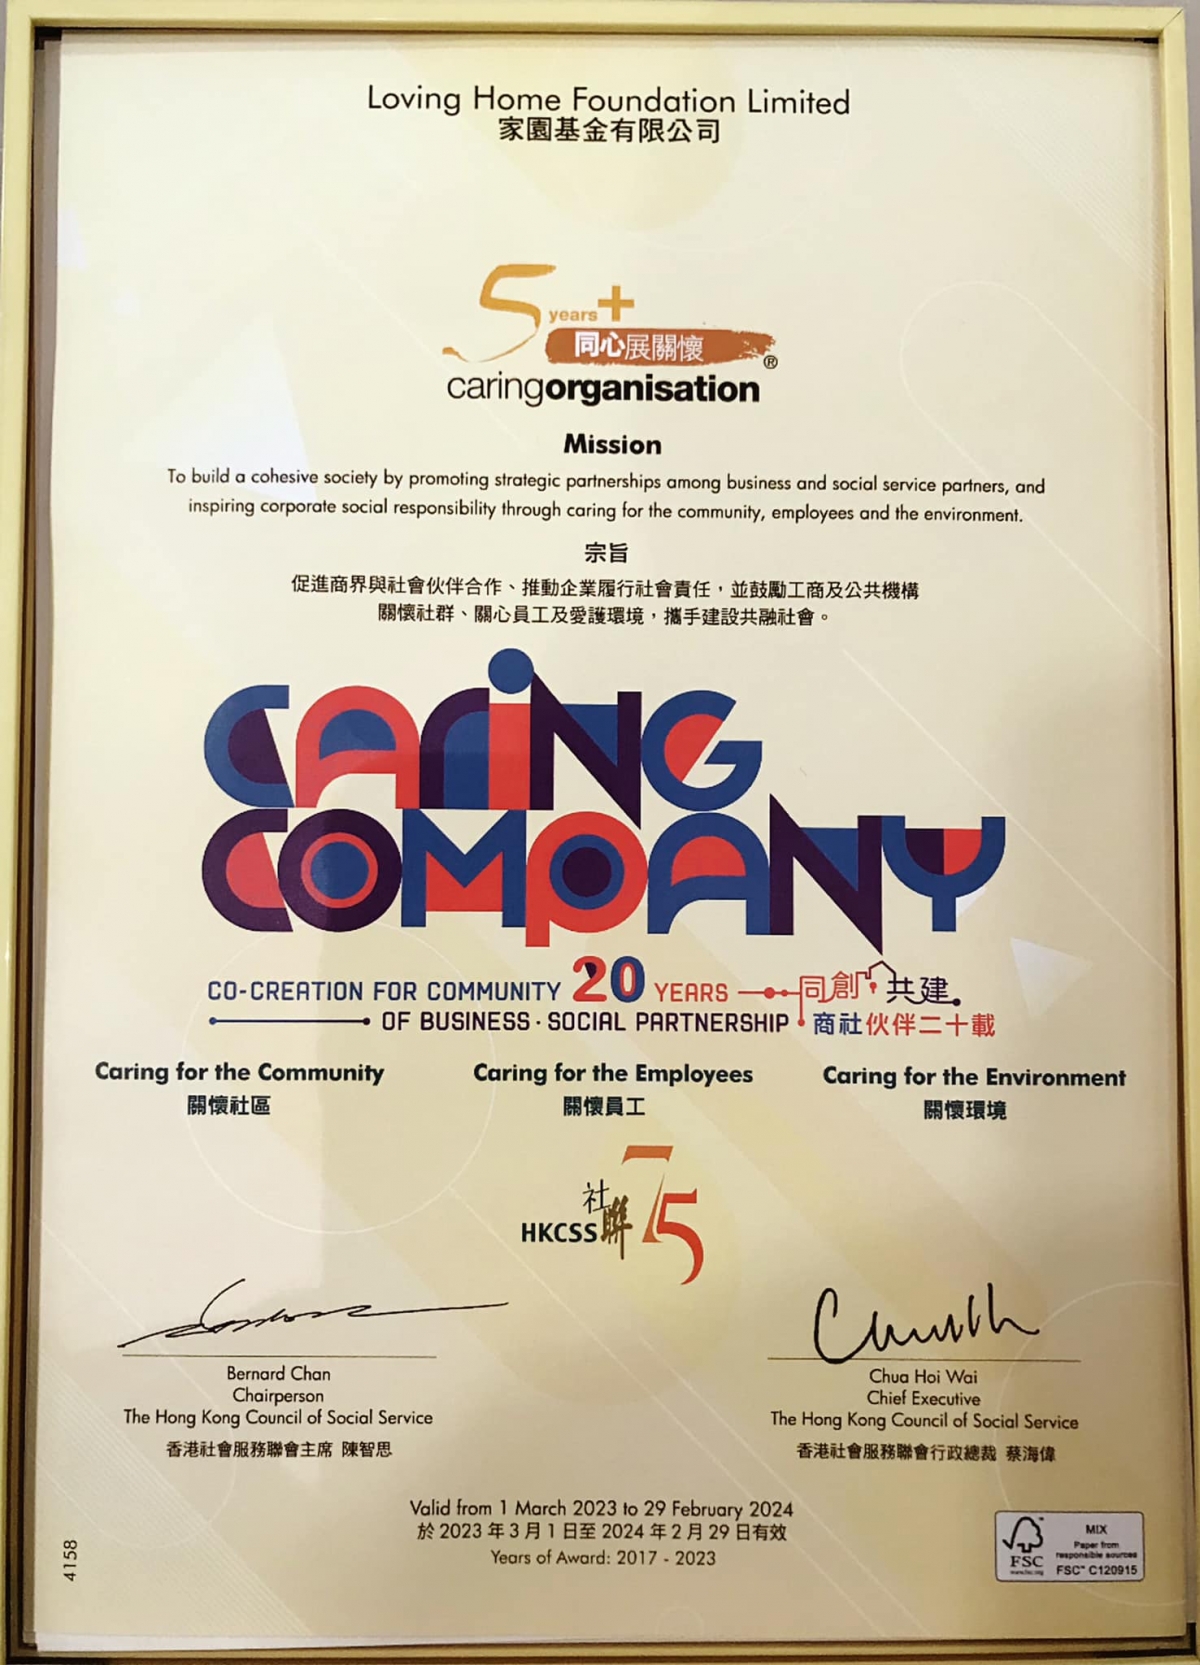 Loving Home Foundation Limited
家園基金有限公司
5 years+
同心展關懷®
caringorganisation
Mission
To build a cohesive society by promoting strategic partnerships among business and social service partners, and
inspiring corporate social responsibility through caring for the community, employees and the environment.
宗旨
促進商界與社會伙伴合作、推動企業履行社會責任，並鼓勵工商及公共機構
關懷社群、關心員工及愛護環境，攜手建設共融社會。
CARiNG
COMPANY
CO-CREATION FOR COMMUNITY 20 YEARS 同創共建
OF BUSINESS · SOCIAL PARTNERSHIP 商社伙伴二十載
Caring for the Community
關懷社區
Caring for the Employees
關懷員工
Caring for the Environment
關懷環境
HKCSS 社聯 75
Bernard Chan
Chairperson
The Hong Kong Council of Social Service
香港社會服務聯會主席 陳智思
Chua Hoi Wai
Chief Executive
The Hong Kong Council of Social Service
香港社會服務聯會行政總裁 蔡海偉
Valid from 1 March 2023 to 29 February 2024
於 2023 年 3 月 1 日至 2024 年 2 月 29 日有效
Years of Award: 2017 - 2023
4158
FSC™
www.fsc.org
MIX
Paper from
responsible sources
FSC™ C120915